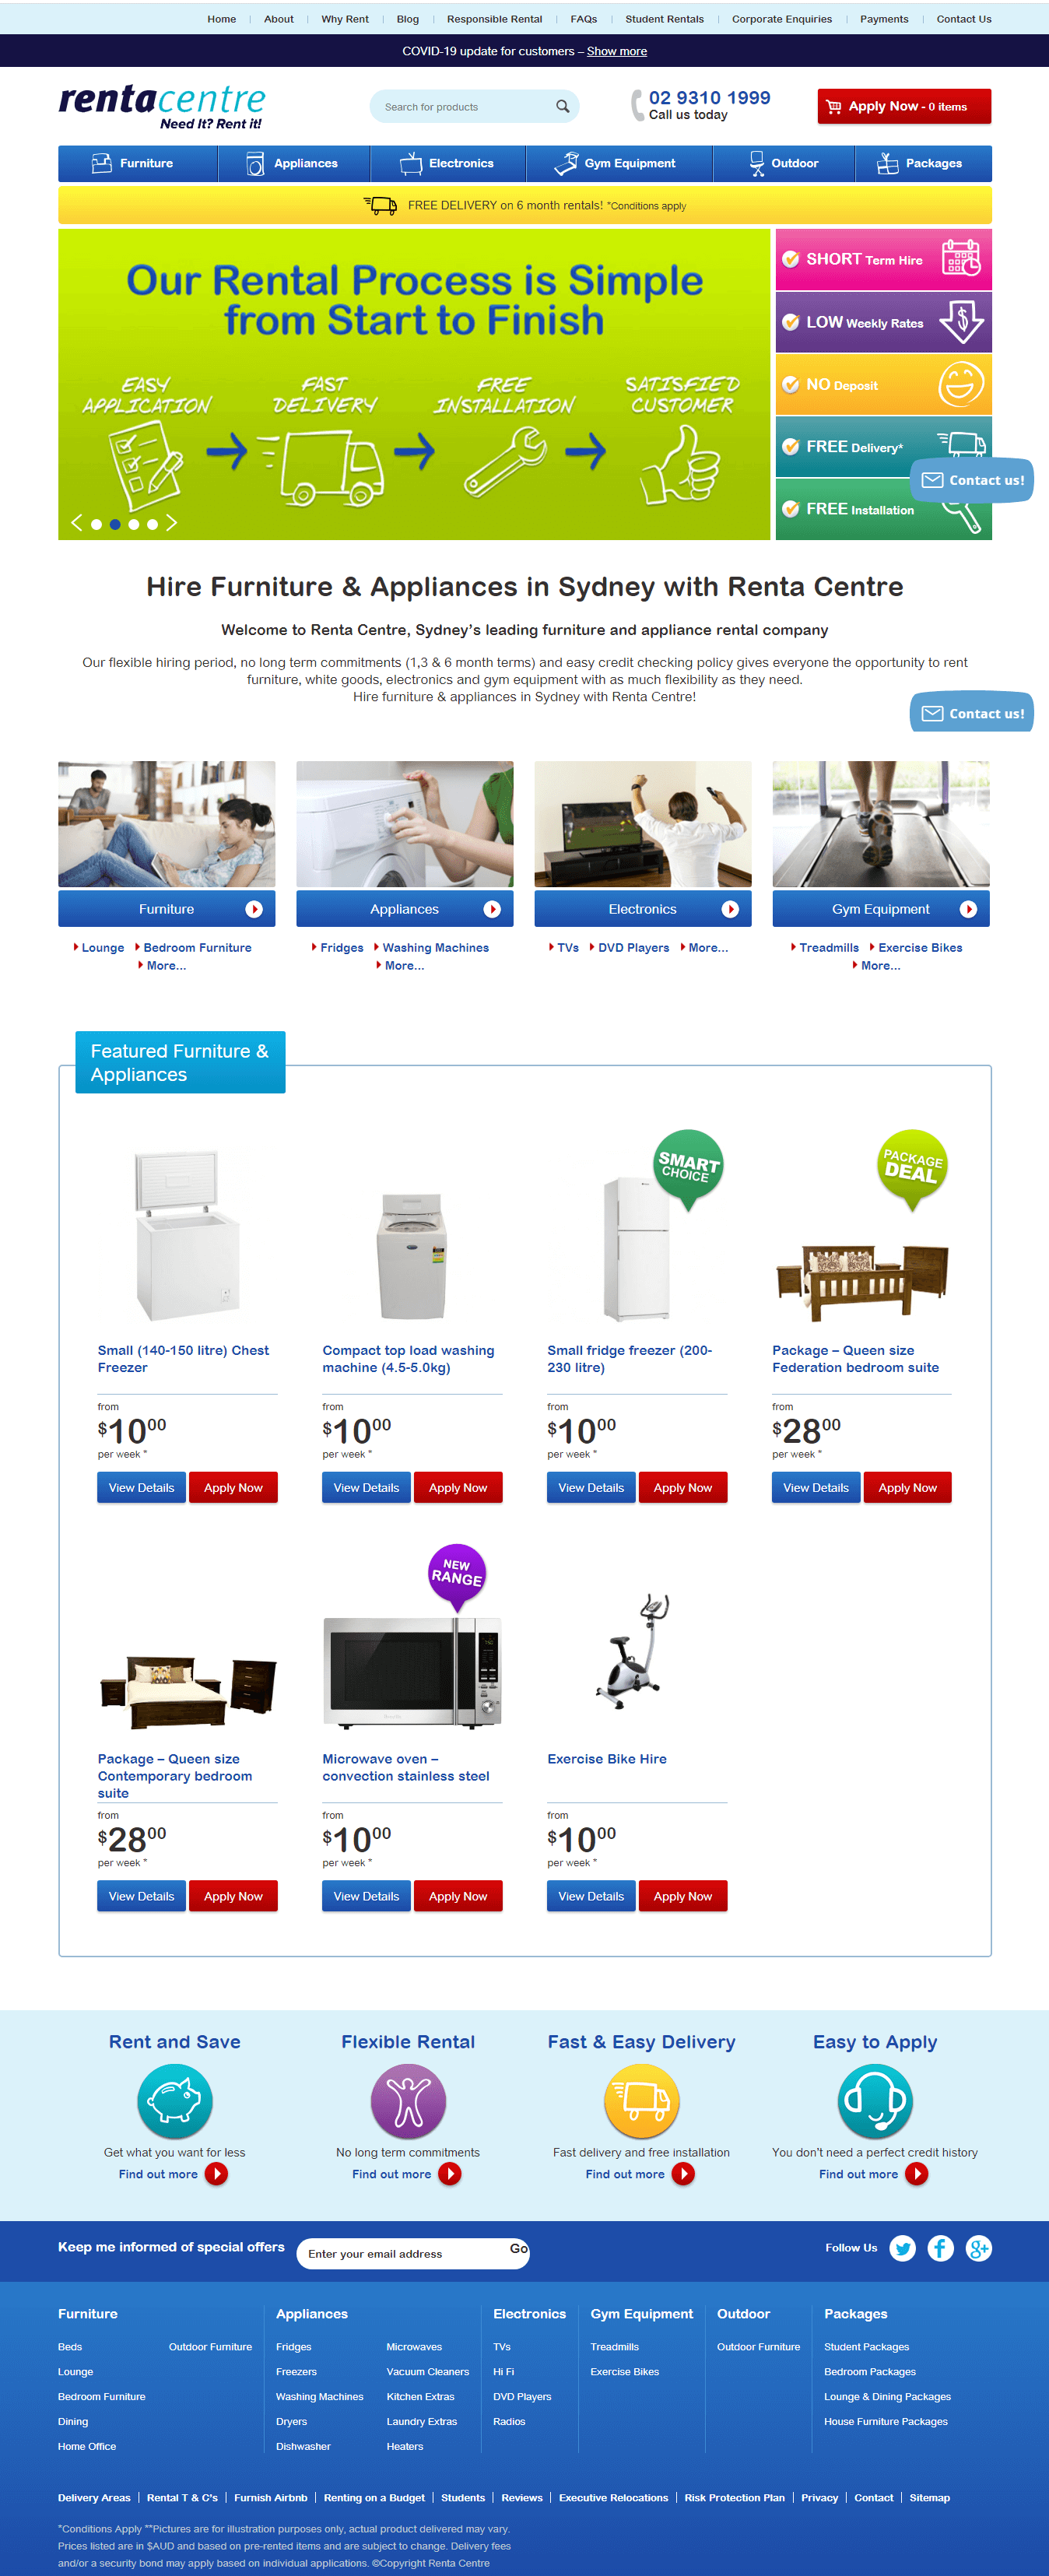 Home About Why Rent Blog Responsible Rental FAQs Student Rentals Corporate Enquiries Payments Contact Us
COVID-19 update for customers – Show more
rentacentre
Need It? Rent it!
Search for products
02 9310 1999
Call us today
Apply Now - 0 items
Furniture Appliances Electronics Gym Equipment Outdoor Packages
FREE DELIVERY on 6 month rentals! *Conditions apply
Our Rental Process is Simple
from Start to Finish
EASY APPLICATION
FAST DELIVERY
FREE INSTALLATION
SATISFIED CUSTOMER
SHORT Term Hire
LOW Weekly Rates
NO Deposit
FREE Delivery*
FREE Installation
Contact us!
Hire Furniture & Appliances in Sydney with Renta Centre
Welcome to Renta Centre, Sydney's leading furniture and appliance rental company
Our flexible hiring period, no long term commitments (1,3 & 6 month terms) and easy credit checking policy gives everyone the opportunity to rent
furniture, white goods, electronics and gym equipment with as much flexibility as they need.
Hire furniture & appliances in Sydney with Renta Centre!
Contact us!
Furniture Appliances Electronics Gym Equipment
Lounge Bedroom Furniture Fridges Washing Machines TVs DVD Players More... Treadmills Exercise Bikes
More... More... More...
Featured Furniture &
Appliances
SMART
CHOICE
PACKAGE
DEAL
Small (140-150 litre) Chest
Freezer
from
$10 00
per week *
View Details Apply Now
Compact top load washing
machine (4.5-5.0kg)
from
$10 00
per week *
View Details Apply Now
Small fridge freezer (200-
230 litre)
from
$10 00
per week *
View Details Apply Now
Package – Queen size
Federation bedroom suite
from
$28 00
per week *
View Details Apply Now
NEW
RANGE
Package – Queen size
Contemporary bedroom
suite
from
$28 00
per week *
View Details Apply Now
Microwave oven –
convection stainless steel
from
$10 00
per week *
View Details Apply Now
Exercise Bike Hire
from
$10 00
per week *
View Details Apply Now
Rent and Save Flexible Rental Fast & Easy Delivery Easy to Apply
Get what you want for less No long term commitments Fast delivery and free installation You don't need a perfect credit history
Find out more Find out more Find out more Find out more
Keep me informed of special offers
Enter your email address
Go
Follow Us
Furniture Appliances Electronics Gym Equipment Outdoor Packages
Beds Outdoor Furniture Fridges Microwaves TVs Treadmills Outdoor Furniture Student Packages
Lounge Freezers Vacuum Cleaners Hi Fi Exercise Bikes Bedroom Packages
Bedroom Furniture Washing Machines Kitchen Extras DVD Players Lounge & Dining Packages
Dining Dryers Laundry Extras Radios House Furniture Packages
Home Office Dishwasher Heaters
Delivery Areas Rental T & C's Furnish Airbnb Renting on a Budget Students Reviews Executive Relocations Risk Protection Plan Privacy Contact Sitemap
*Conditions Apply **Pictures are for illustration purposes only, actual product delivered may vary.
Prices listed are in $AUD and based on pre-rented items and are subject to change. Delivery fees
and/or a security bond may apply based on individual applications. ©Copyright Renta Centre